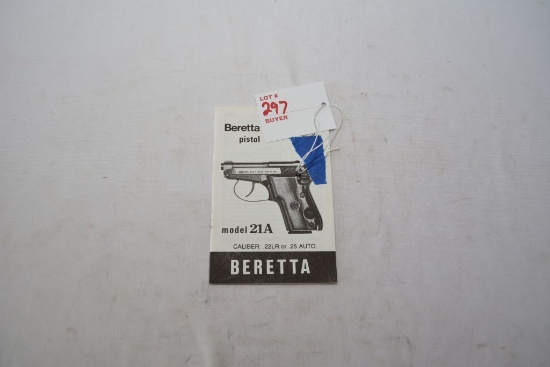 LOT #
297
BUYER
Beretta
pistol
model 21A
CALIBER: .22LR or .25 AUTO
BERETTA